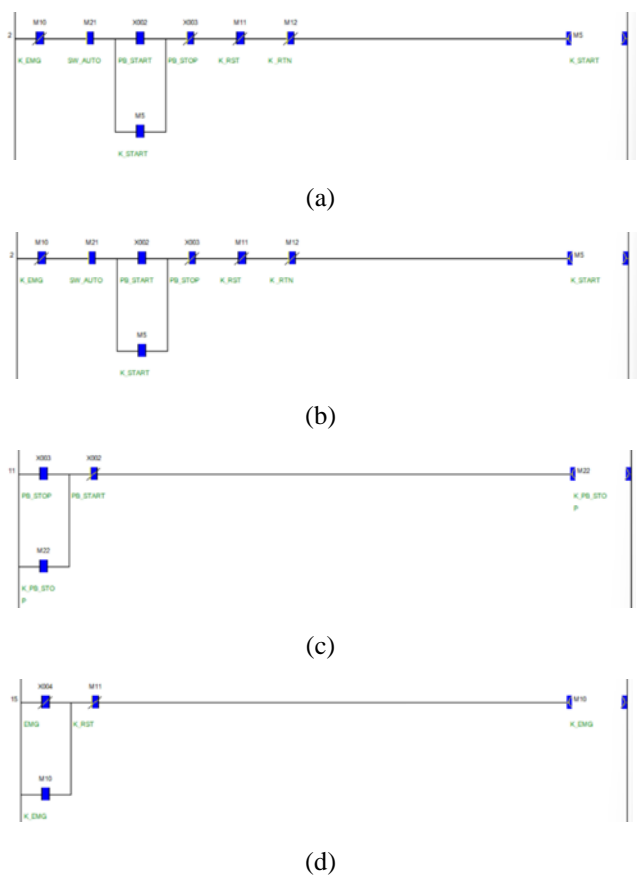 M10 M21 X002 X003 M11 M12
2 M5
K_EMG SW_AUTO PB_START PB_STOP K_RST K_RTN K_START
M5
K_START
(a)
M10 M21 X002 X003 M11 M12
2 M5
K_EMG SW_AUTO PB_START PB_STOP K_RST K_RTN K_START
M5
K_START
(b)
X003 X002
11 M22
PB_STOP PB_START K_PB_STO
P
M22
K_PB_STO
P
(c)
X004 M11
15 M10
EMG K_RST K_EMG
M10
K_EMG
(d)